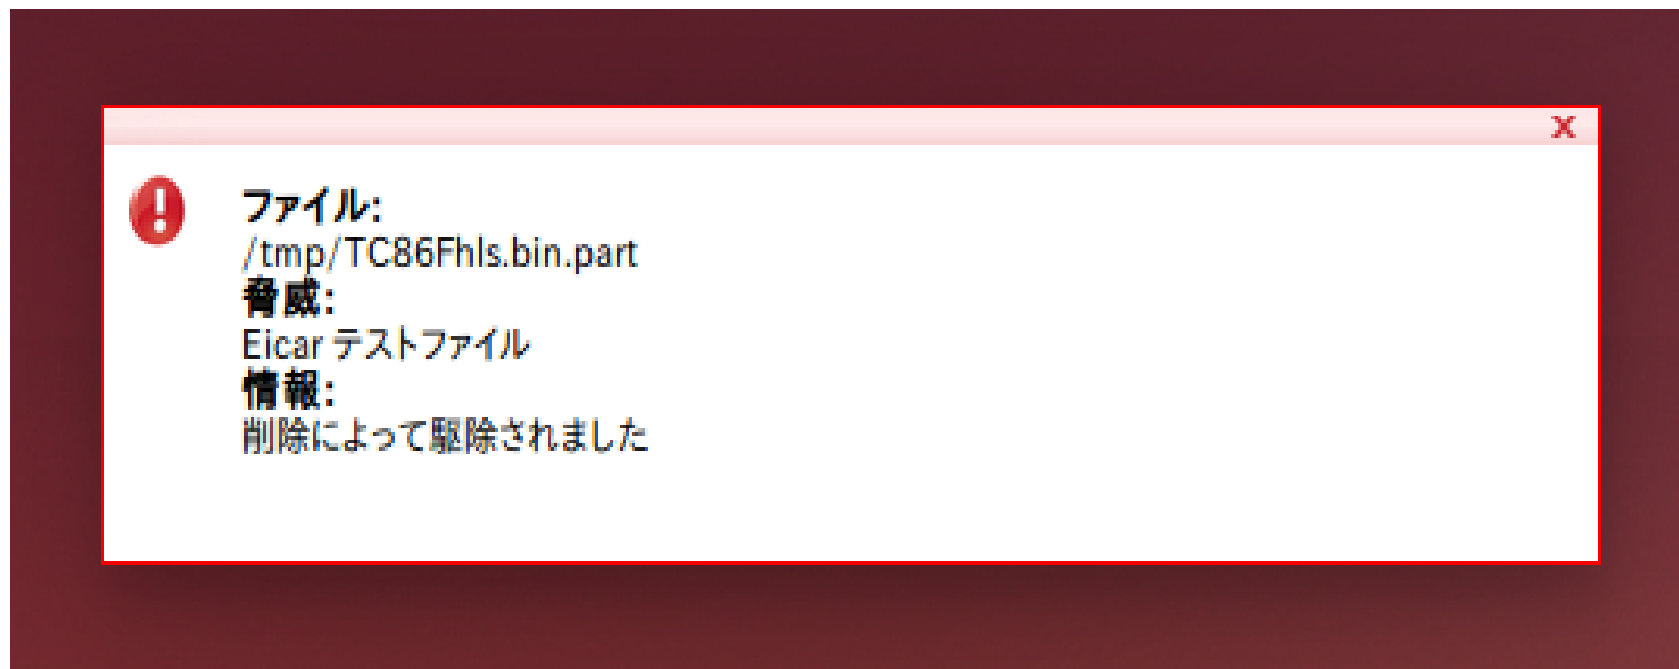 ファイル:
/tmp/TC86Fhls.bin.part
脅威:
Eicar テストファイル
情報:
削除によって駆除されました